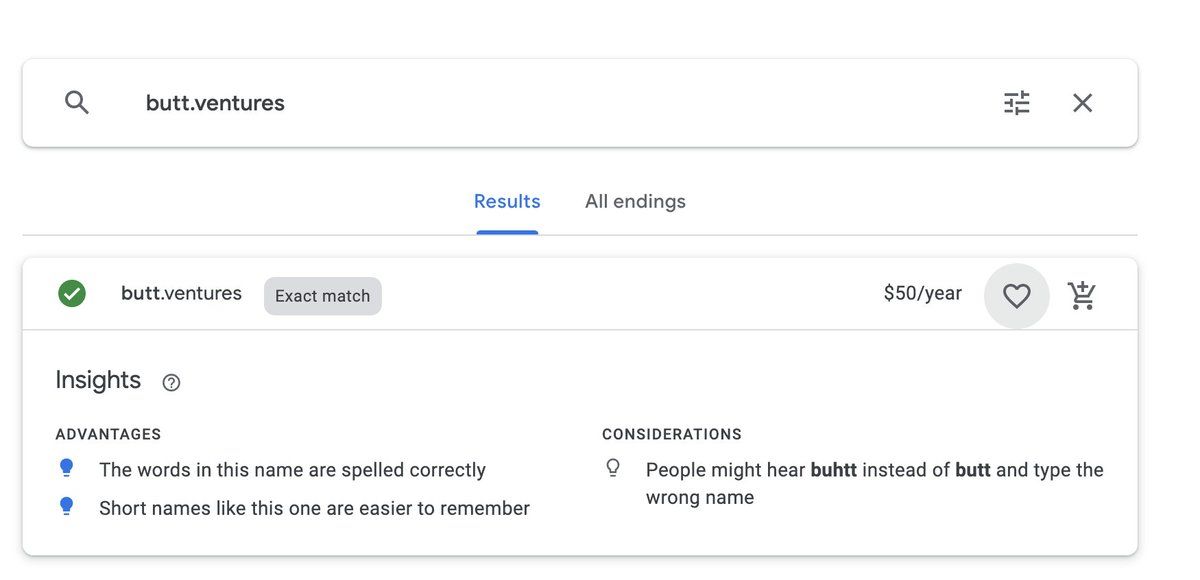 butt.ventures
Results All endings
butt.ventures Exact match $50/year
Insights
ADVANTAGES
The words in this name are spelled correctly
Short names like this one are easier to remember
CONSIDERATIONS
People might hear buhtt instead of butt and type the
wrong name